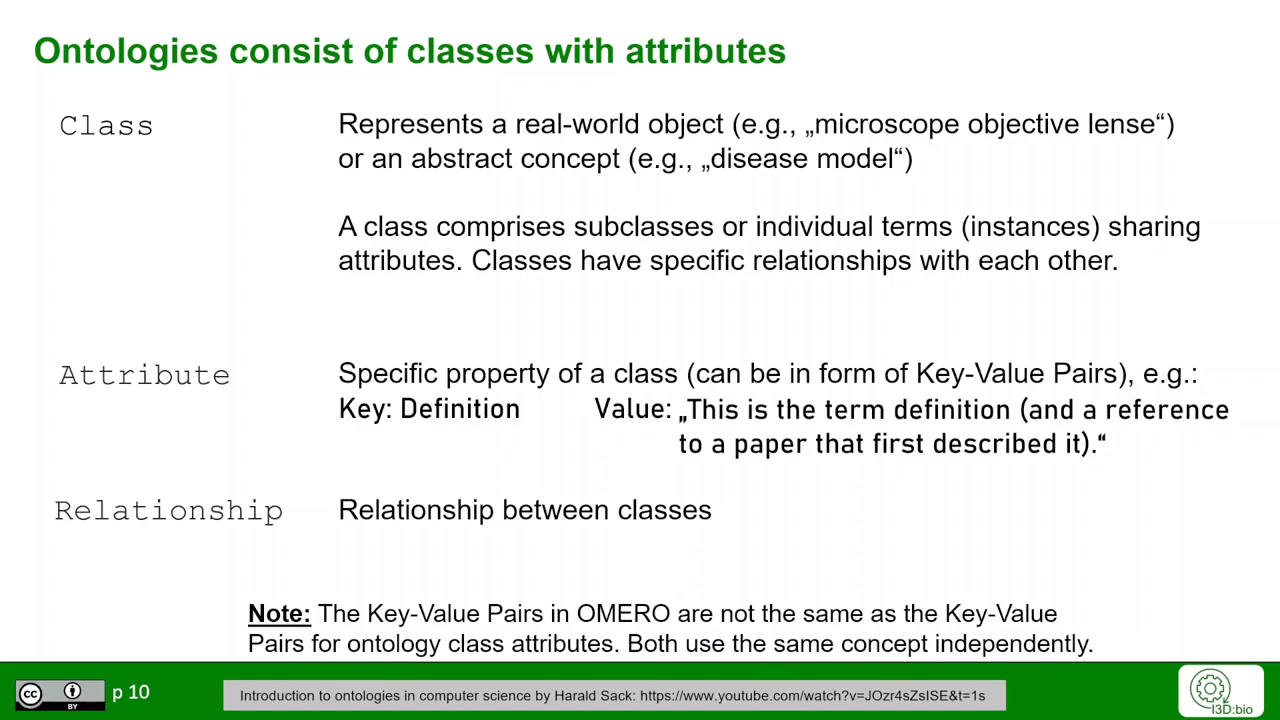 Ontologies consist of classes with attributes
Class
Represents a real-world object (e.g., „microscope objective lense“)
or an abstract concept (e.g., „disease model“)
A class comprises subclasses or individual terms (instances) sharing
attributes. Classes have specific relationships with each other.
Attribute
Specific property of a class (can be in form of Key-Value Pairs), e.g.:
Key: Definition Value: „This is the term definition (and a reference
to a paper that first described it).“
Relationship
Relationship between classes
Note: The Key-Value Pairs in OMERO are not the same as the Key-Value
Pairs for ontology class attributes. Both use the same concept independently.
CC BY
p 10
Introduction to ontologies in computer science by Harald Sack: https://www.youtube.com/watch?v=JOzr4sZsISE&t=1s
I3D:bio